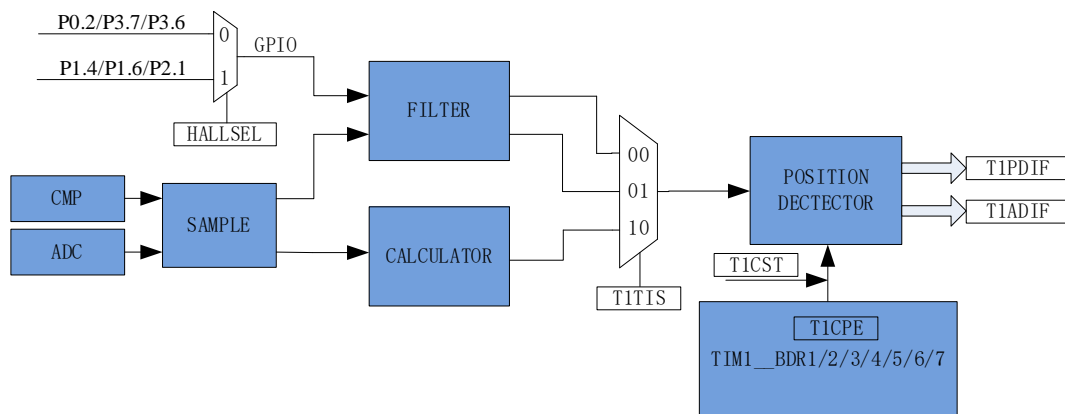 P0.2/P3.7/P3.6
0
GPIO
P1.4/P1.6/P2.1
1
HALLSEL
FILTER
CMP
ADC
SAMPLE
CALCULATOR
00
01
10
T1TIS
POSITION
DECTECTOR
T1PDIF
T1ADIF
T1CST
T1CPE
TIM1__BDR1/2/3/4/5/6/7